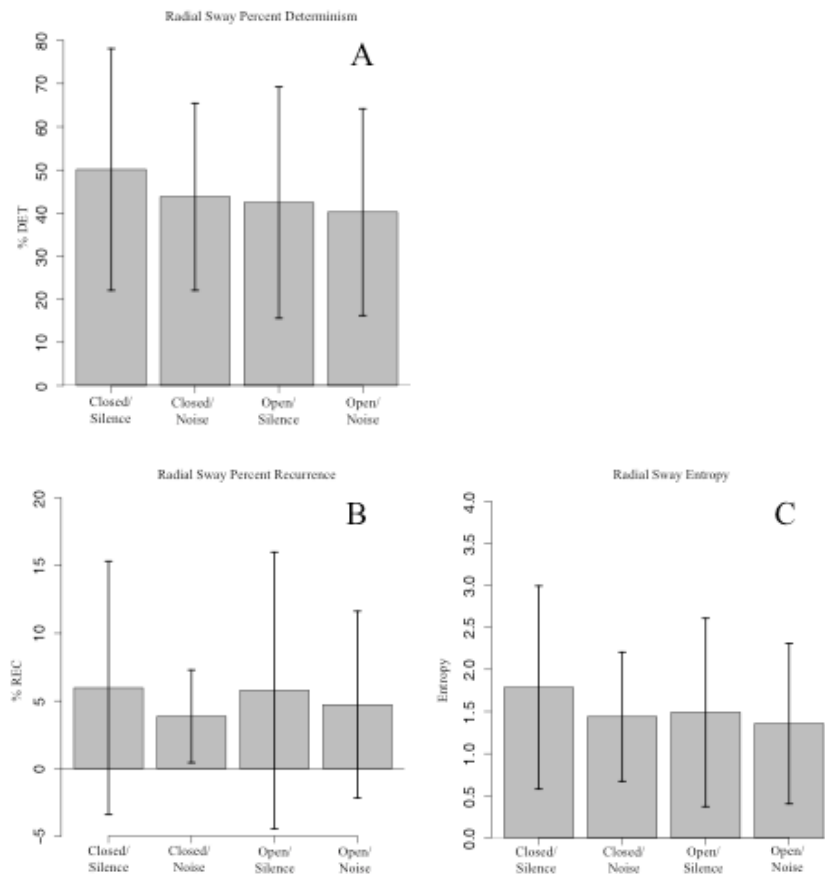 Radial Sway Percent Determinism
A
% DET
80
70
60
50
40
30
20
10
0
Closed/ Closed/ Open/ Open/
Silence Noise Silence Noise
Radial Sway Percent Recurrence
B
% REC
20
15
10
5
0
-5
Closed/ Closed/ Open/ Open/
Silence Noise Silence Noise
Radial Sway Entropy
C
Entropy
4.0
3.5
3.0
2.5
2.0
1.5
1.0
0.5
0.0
Closed/ Closed/ Open/ Open/
Silence Noise Silence Noise